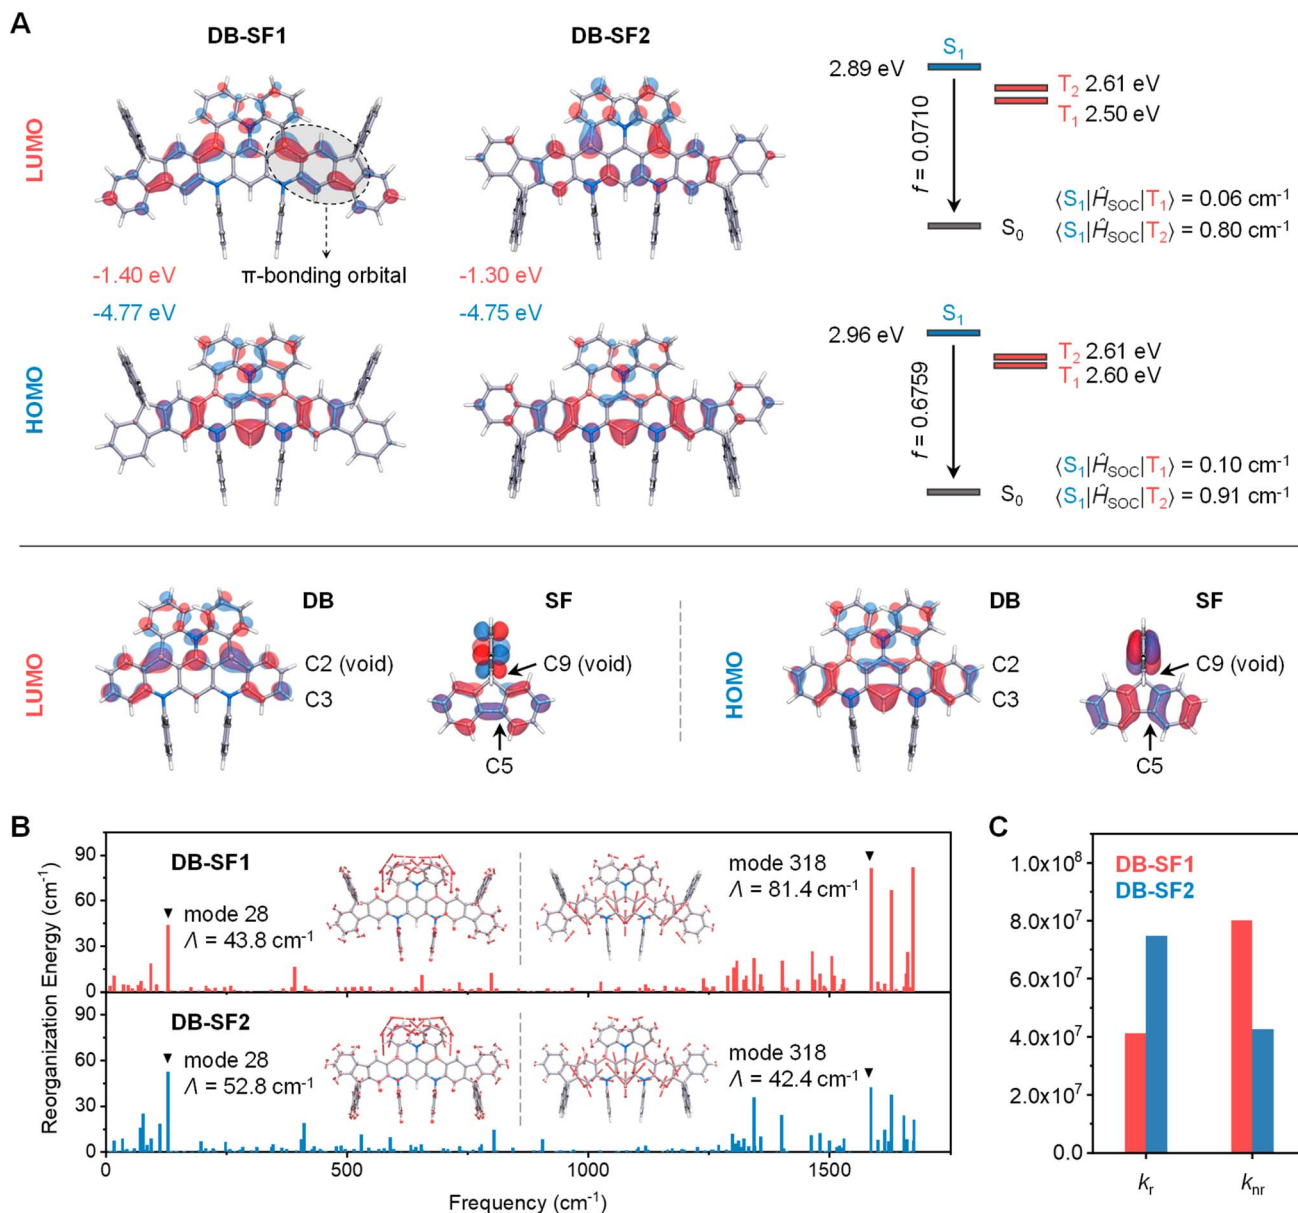 A
DB-SF1
DB-SF2
LUMO
π-bonding orbital
-1.40 eV
-1.30 eV
-4.77 eV
-4.75 eV
HOMO
2.89 eV
S₁
T₂ 2.61 eV
T₁ 2.50 eV
f = 0.0710
S₀
⟨S₁|Ĥ_SOC|T₁⟩ = 0.06 cm⁻¹
⟨S₁|Ĥ_SOC|T₂⟩ = 0.80 cm⁻¹
2.96 eV
S₁
T₂ 2.61 eV
T₁ 2.60 eV
f = 0.6759
S₀
⟨S₁|Ĥ_SOC|T₁⟩ = 0.10 cm⁻¹
⟨S₁|Ĥ_SOC|T₂⟩ = 0.91 cm⁻¹
LUMO
DB
C2 (void)
C3
SF
C9 (void)
C5
HOMO
DB
C2
C3
SF
C9 (void)
C5
B
Reorganization Energy (cm⁻¹)
90
60
30
0
DB-SF1
mode 28
Λ = 43.8 cm⁻¹
mode 318
Λ = 81.4 cm⁻¹
90
60
30
0
DB-SF2
mode 28
Λ = 52.8 cm⁻¹
mode 318
Λ = 42.4 cm⁻¹
0
500
1000
1500
Frequency (cm⁻¹)
C
DB-SF1
DB-SF2
1.0x10⁸
8.0x10⁷
6.0x10⁷
4.0x10⁷
2.0x10⁷
0.0
kᵣ
kₙᵣ